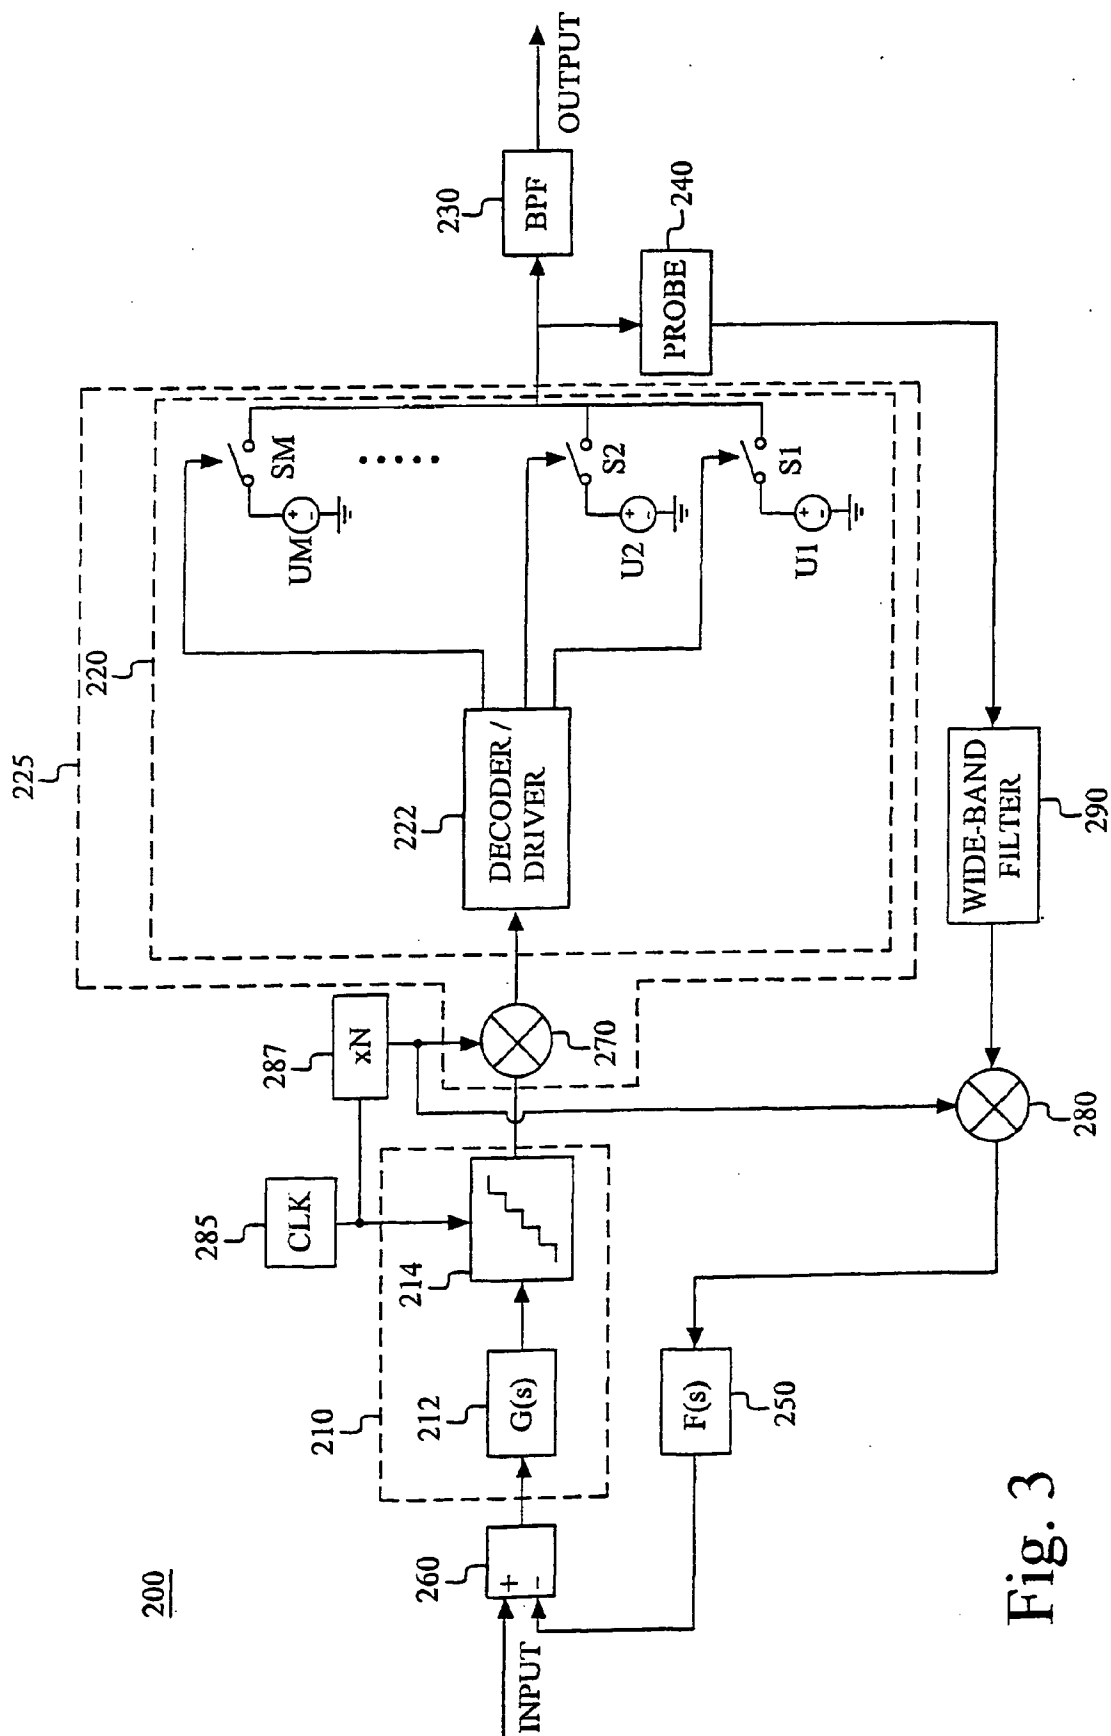 200
INPUT
260
+
-
210
212
G(s)
214
285
CLK
287
xN
270
225
220
222
DECODER /
DRIVER
UM
SM
U2
S2
U1
S1
230
BPF
OUTPUT
PROBE
240
WIDE-BAND
FILTER
290
280
F(s)
250
Fig. 3